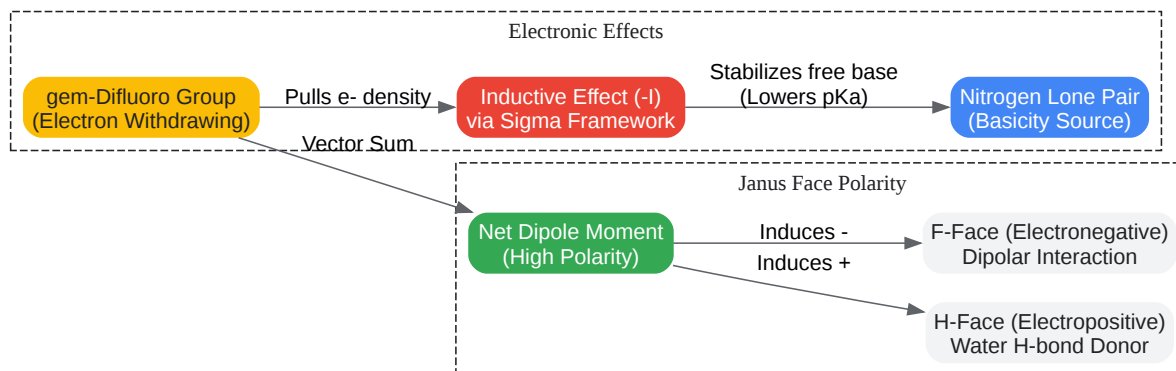 Electronic Effects
gem-Difluoro Group
(Electron Withdrawing)
Pulls e- density
Inductive Effect (-I)
via Sigma Framework
Stabilizes free base
(Lowers pKa)
Nitrogen Lone Pair
(Basicity Source)
Vector Sum
Janus Face Polarity
Net Dipole Moment
(High Polarity)
Induces -
F-Face (Electronegative)
Dipolar Interaction
Induces +
H-Face (Electropositive)
Water H-bond Donor